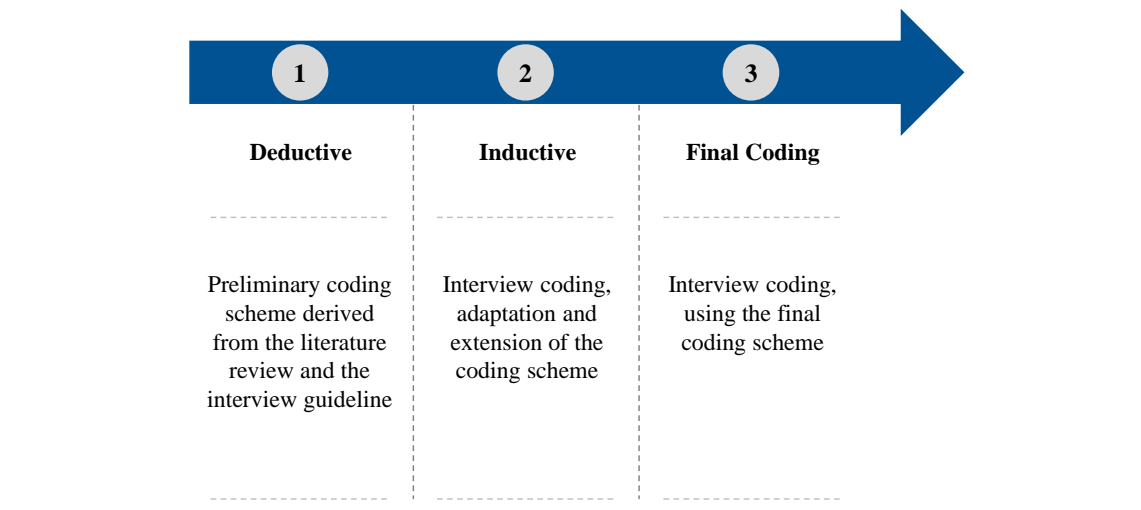 1
2
3
Deductive
Inductive
Final Coding
Preliminary coding
scheme derived
from the literature
review and the
interview guideline
Interview coding,
adaptation and
extension of the
coding scheme
Interview coding,
using the final
coding scheme